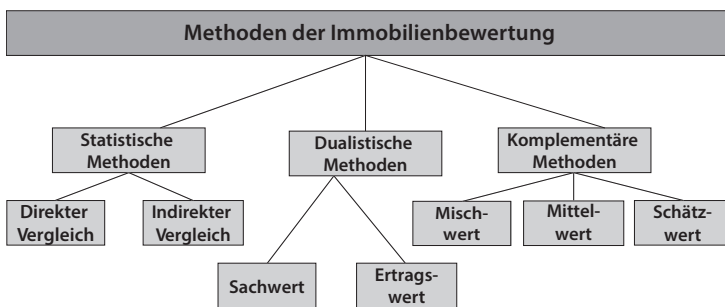 Methoden der Immobilienbewertung
Statistische
Methoden
Dualistische
Methoden
Komplementäre
Methoden
Direkter
Vergleich
Indirekter
Vergleich
Misch-
wert
Mittel-
wert
Schätz-
wert
Sachwert
Ertrags-
wert